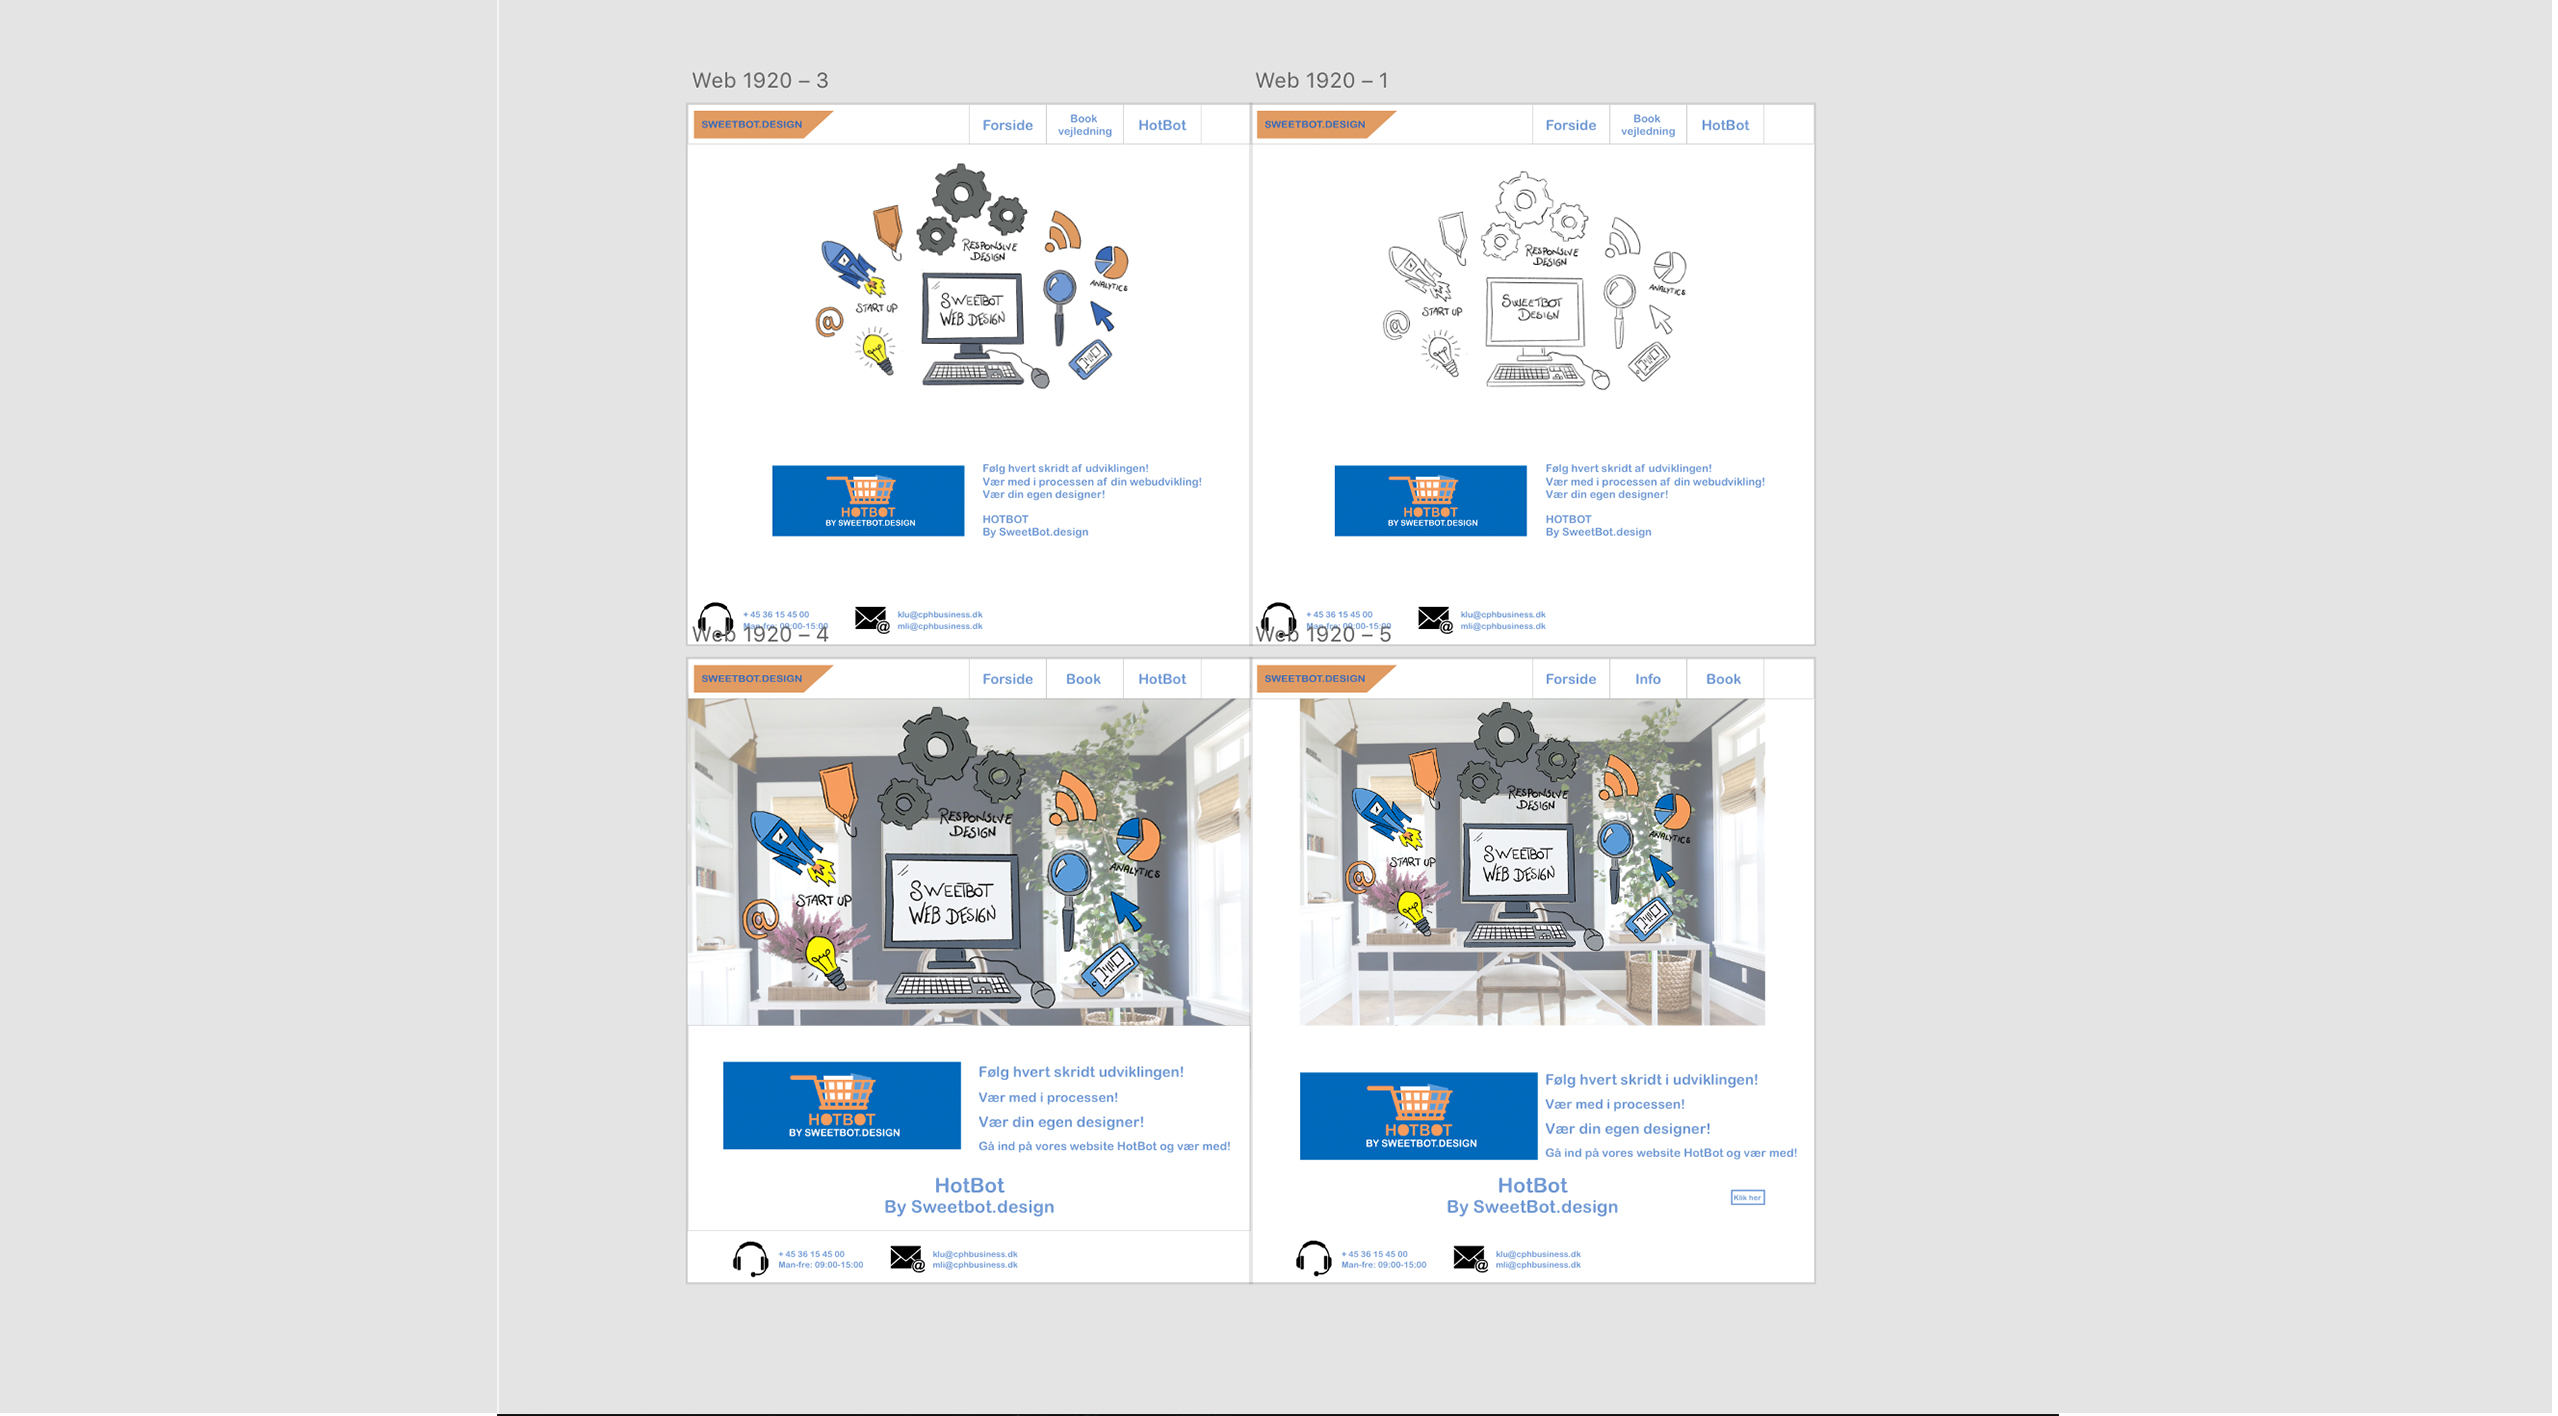 Web 1920 – 3
SWEETBOT.DESIGN
Forside
Book
vejledning
HotBot
RESPONSIVE
DESIGN
START UP
SWEETBOT
WEB DESIGN
ANALYTICS
@
HOTBOT
BY SWEETBOT.DESIGN
Følg hvert skridt af udviklingen!
Vær med i processen af din webudvikling!
Vær din egen designer!
HOTBOT
By SweetBot.design
+ 45 36 15 45 00
Man-fre: 09:00-15:00
@
klu@cphbusiness.dk
mli@cphbusiness.dk
Web 1920 – 1
SWEETBOT.DESIGN
Forside
Book
vejledning
HotBot
RESPONSIVE
DESIGN
START UP
SWEETBOT
DESIGN
ANALYTICS
@
HOTBOT
BY SWEETBOT.DESIGN
Følg hvert skridt af udviklingen!
Vær med i processen af din webudvikling!
Vær din egen designer!
HOTBOT
By SweetBot.design
+ 45 36 15 45 00
Man-fre: 09:00-15:00
@
klu@cphbusiness.dk
mli@cphbusiness.dk
Web 1920 – 4
SWEETBOT.DESIGN
Forside
Book
HotBot
RESPONSIVE
DESIGN
START UP
SWEETBOT
WEB DESIGN
ANALYTICS
@
HOTBOT
BY SWEETBOT.DESIGN
Følg hvert skridt udviklingen!
Vær med i processen!
Vær din egen designer!
Gå ind på vores website HotBot og vær med!
HotBot
By Sweetbot.design
+ 45 36 15 45 00
Man-fre: 09:00-15:00
@
klu@cphbusiness.dk
mli@cphbusiness.dk
Web 1920 – 5
SWEETBOT.DESIGN
Forside
Info
Book
RESPONSIVE
DESIGN
START UP
SWEETBOT
WEB DESIGN
ANALYTICS
@
HOTBOT
BY SWEETBOT.DESIGN
Følg hvert skridt i udviklingen!
Vær med i processen!
Vær din egen designer!
Gå ind på vores website HotBot og vær med!
HotBot
By SweetBot.design
Klik her
+ 45 36 15 45 00
Man-fre: 09:00-15:00
@
klu@cphbusiness.dk
mli@cphbusiness.dk